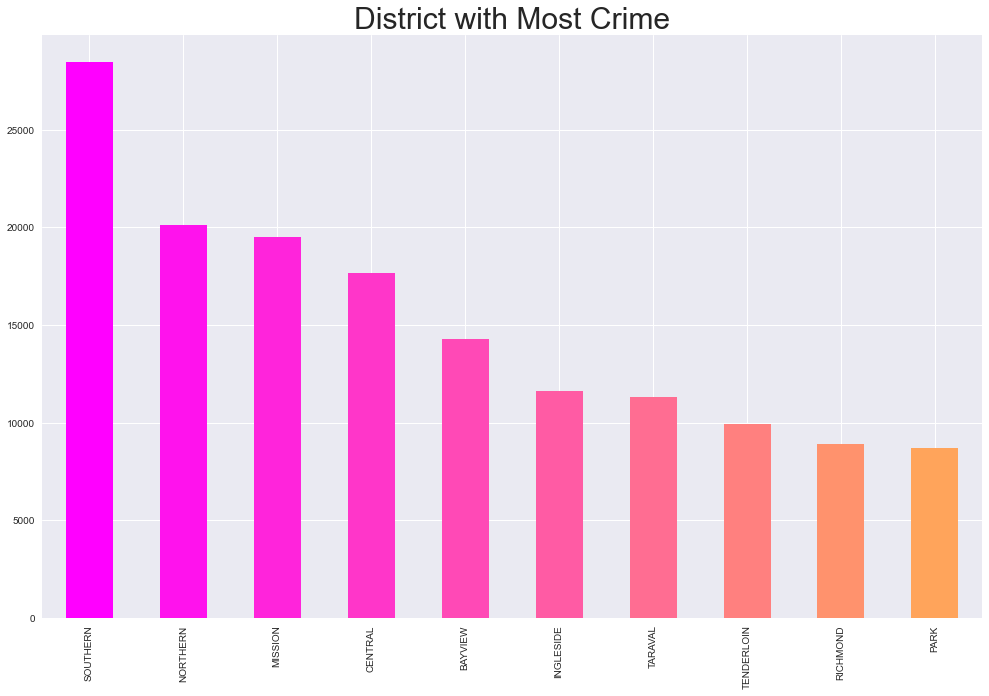 District with Most Crime
25000
20000
15000
10000
5000
0
SOUTHERN
NORTHERN
MISSION
CENTRAL
BAYVIEW
INGLESIDE
TARAVAL
TENDERLOIN
RICHMOND
PARK